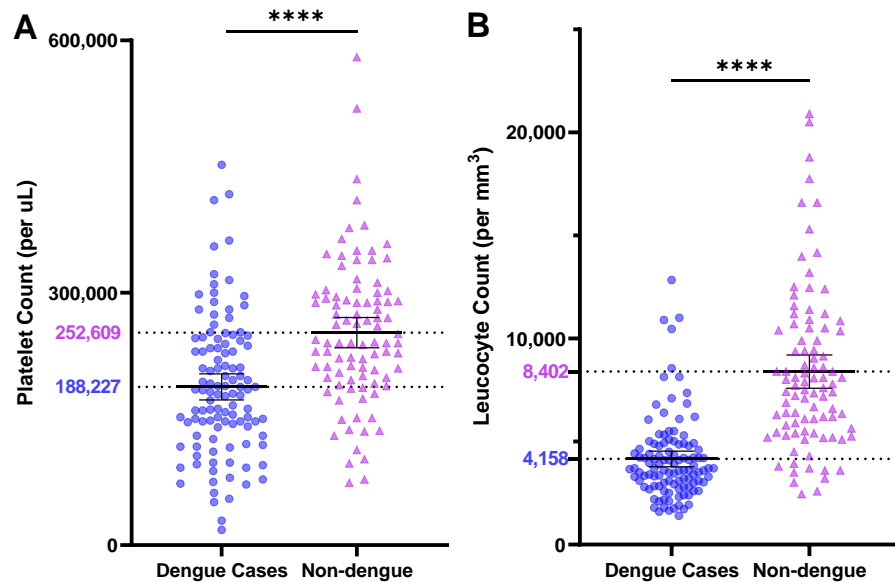 A
****
600,000
300,000
252,609
188,227
0
Platelet Count (per uL)
Dengue Cases
Non-dengue
B
****
20,000
10,000
8,402
4,158
0
Leucocyte Count (per mm³)
Dengue Cases
Non-dengue